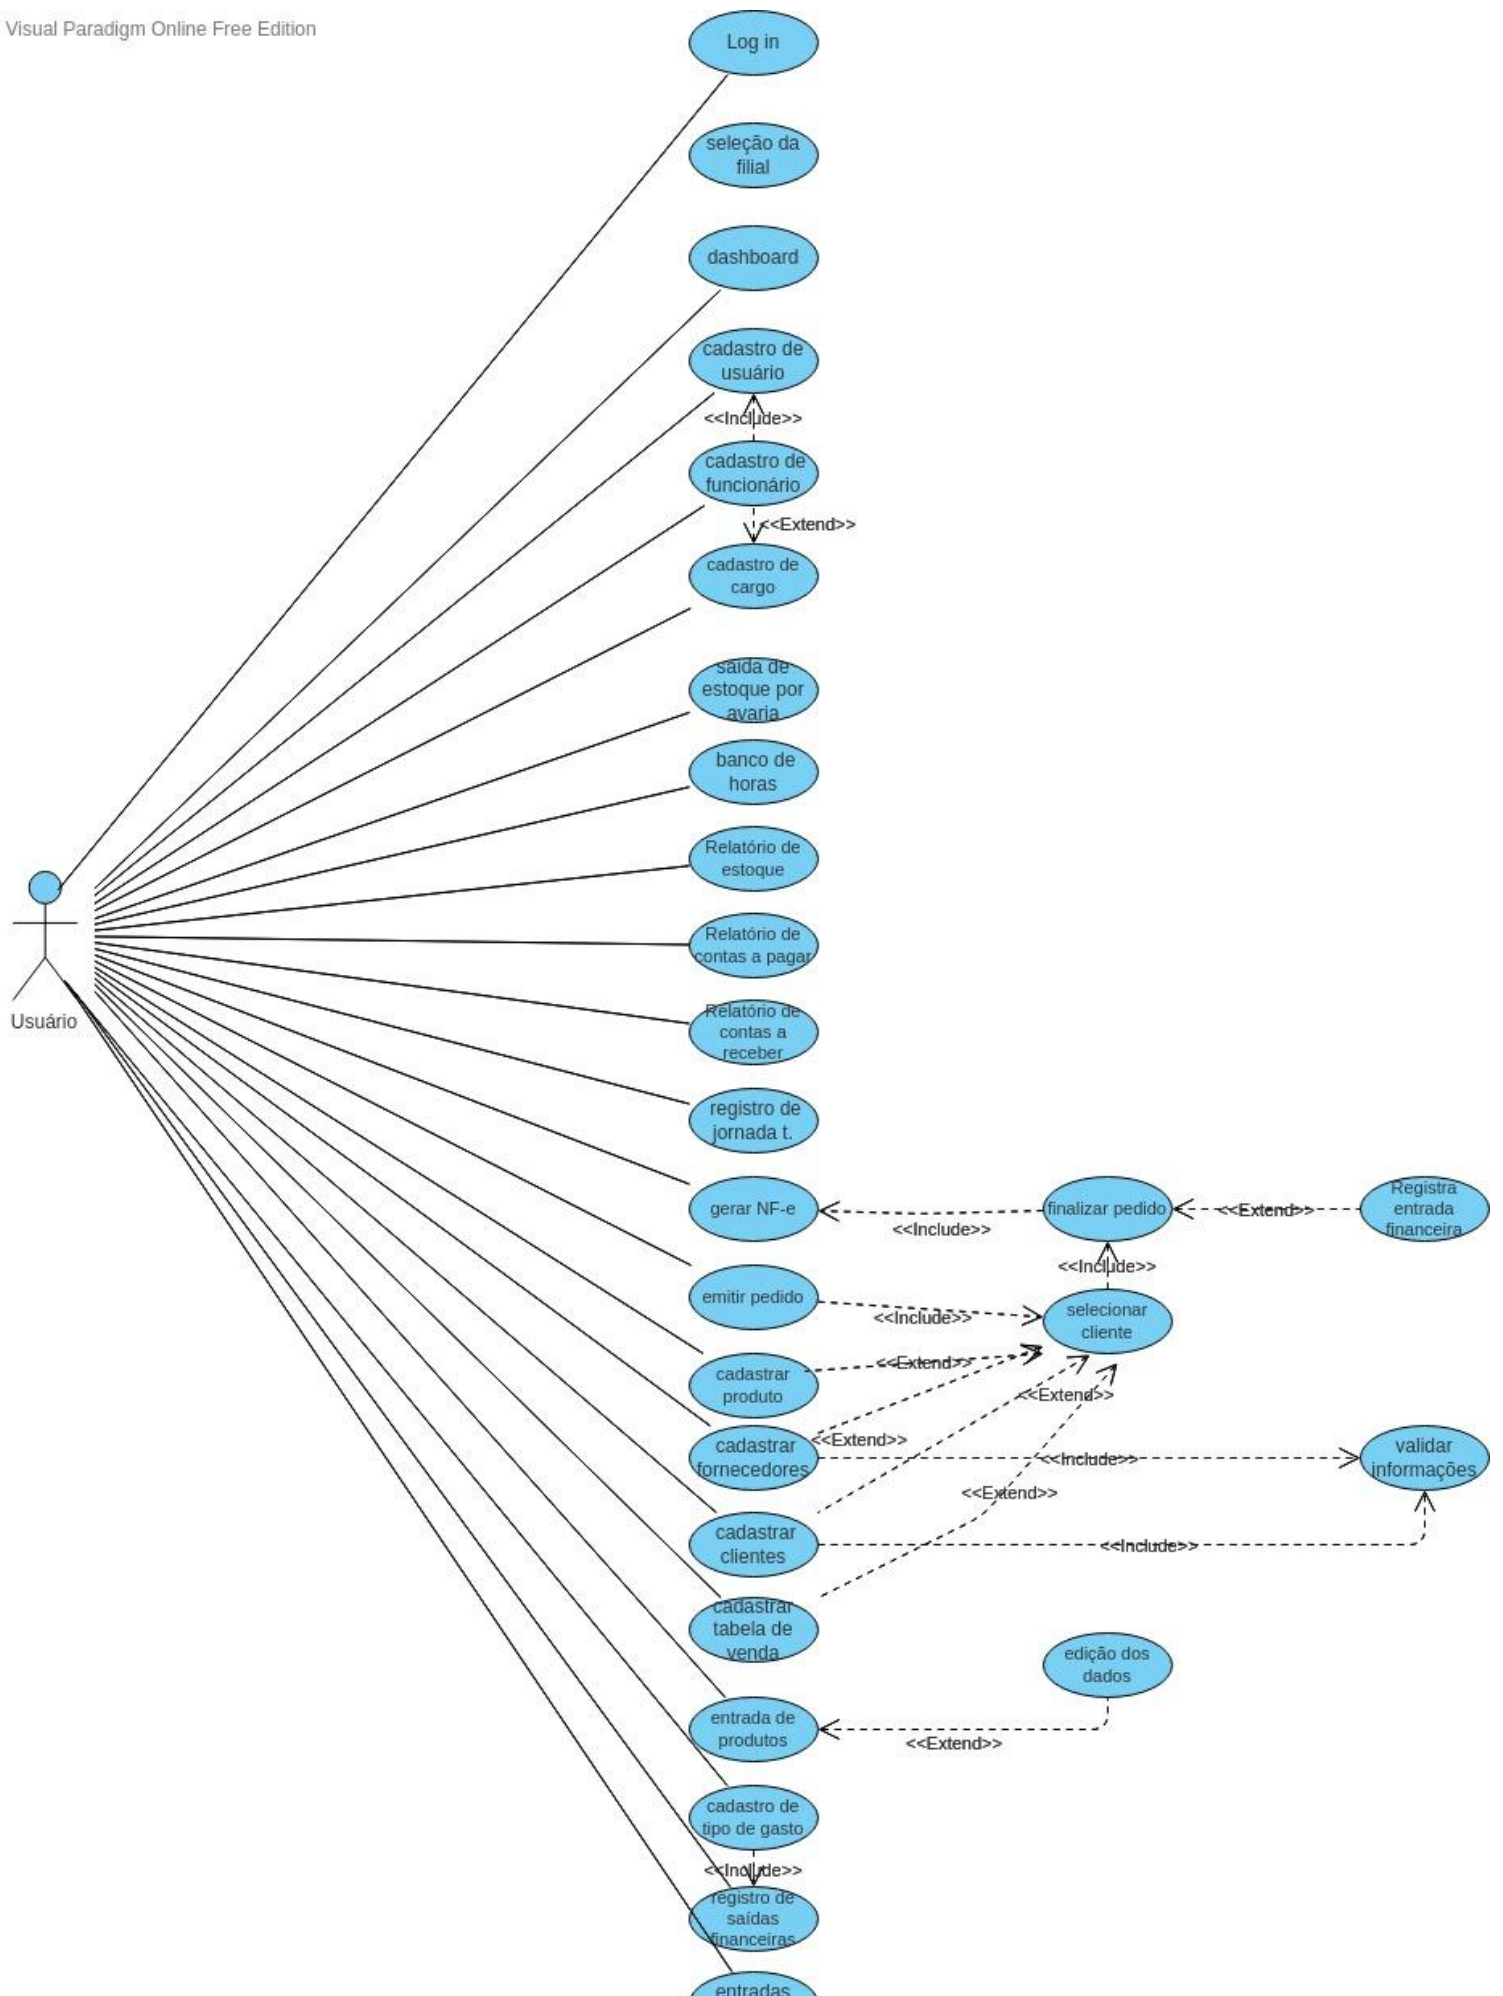 Visual Paradigm Online Free Edition
Log in
seleção da
filial
dashboard
cadastro de
usuário
<<Include>>
cadastro de
funcionário
<<Extend>>
cadastro de
cargo
saída de
estoque por
avaria
banco de
horas
Relatório de
estoque
Relatório de
contas a pagar
Usuário
Relatório de
contas a
receber
registro de
jornada t.
gerar NF-e
<<Include>>
finalizar pedido
<<Extend>>
Registra
entrada
financeira
<<Include>>
emitir pedido
<<Include>>
selecionar
cliente
cadastrar
produto
<<Extend>>
<<Extend>>
cadastrar
fornecedores
<<Extend>>
<<Include>>
validar
informações
<<Extend>>
cadastrar
clientes
<<Include>>
cadastrar
tabela de
venda
edição dos
dados
entrada de
produtos
<<Extend>>
cadastro de
tipo de gasto
<<Include>>
registro de
saídas
financeiras
entradas